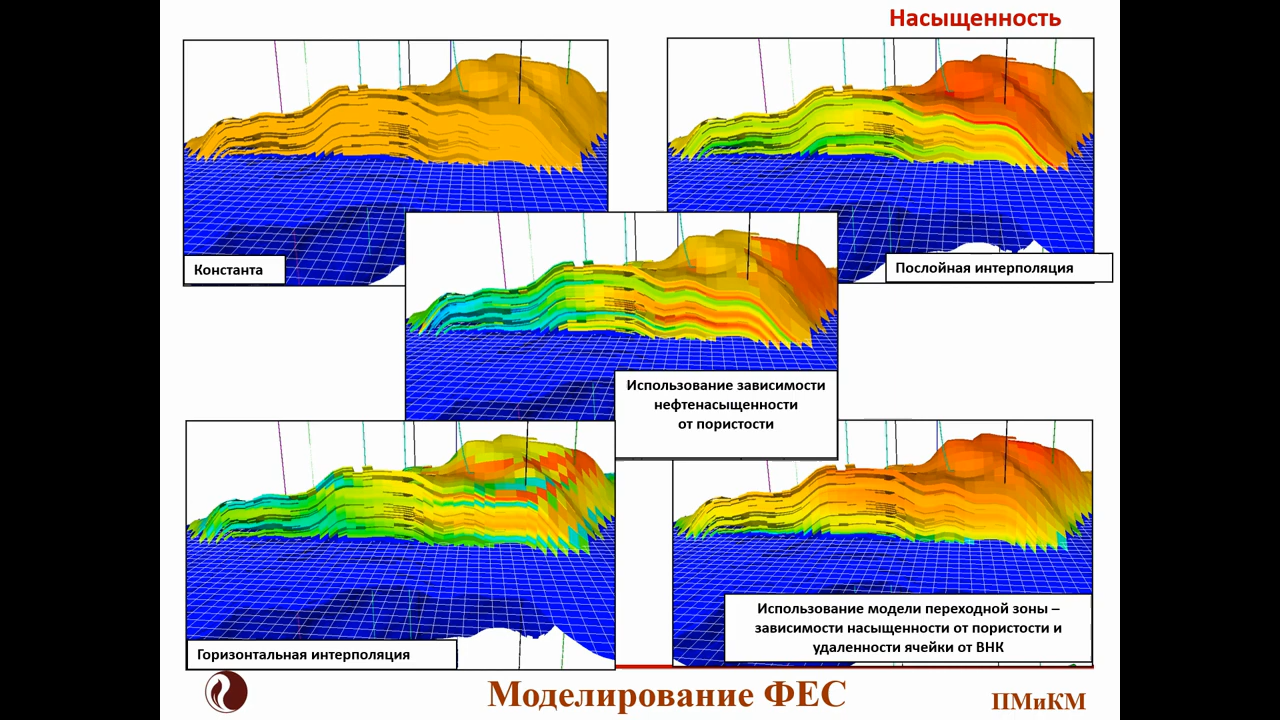 Насыщенность
Константа
Послойная интерполяция
Использование зависимости
нефтенасыщенности
от пористости
Горизонтальная интерполяция
Использование модели переходной зоны –
зависимости насыщенности от пористости и
удаленности ячейки от ВНК
Моделирование ФЕС
ПМиКМ